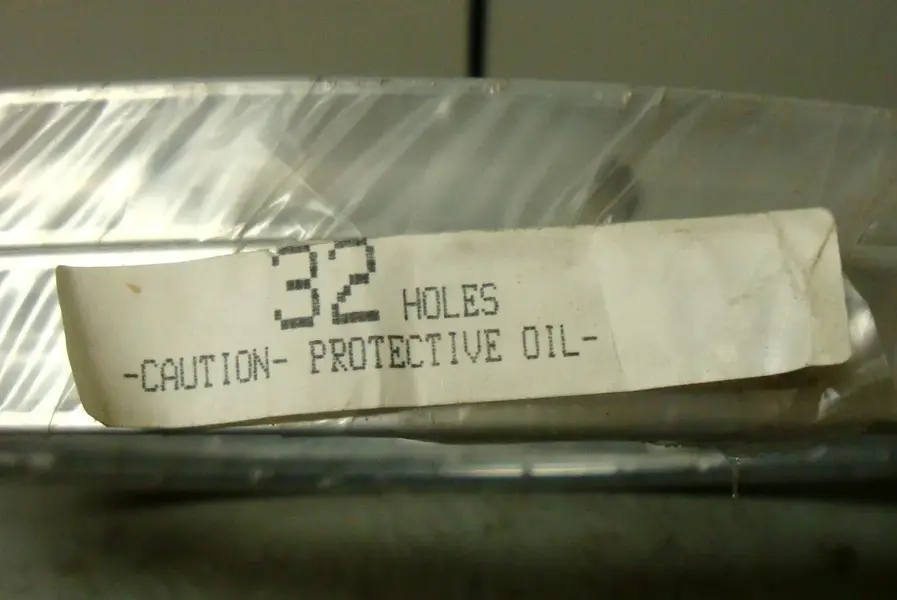 32 HOLES
-CAUTION- PROTECTIVE OIL-